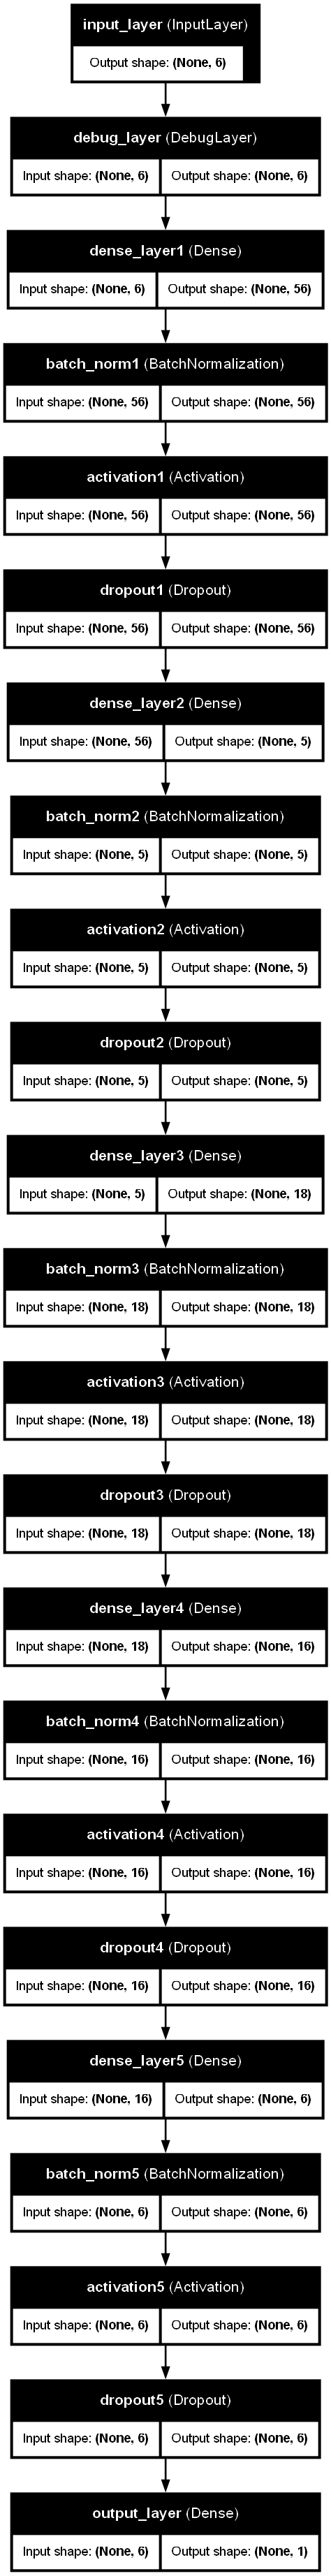 input_layer (InputLayer)
Output shape: (None, 6)
debug_layer (DebugLayer)
Input shape: (None, 6) Output shape: (None, 6)
dense_layer1 (Dense)
Input shape: (None, 6) Output shape: (None, 56)
batch_norm1 (BatchNormalization)
Input shape: (None, 56) Output shape: (None, 56)
activation1 (Activation)
Input shape: (None, 56) Output shape: (None, 56)
dropout1 (Dropout)
Input shape: (None, 56) Output shape: (None, 56)
dense_layer2 (Dense)
Input shape: (None, 56) Output shape: (None, 5)
batch_norm2 (BatchNormalization)
Input shape: (None, 5) Output shape: (None, 5)
activation2 (Activation)
Input shape: (None, 5) Output shape: (None, 5)
dropout2 (Dropout)
Input shape: (None, 5) Output shape: (None, 5)
dense_layer3 (Dense)
Input shape: (None, 5) Output shape: (None, 18)
batch_norm3 (BatchNormalization)
Input shape: (None, 18) Output shape: (None, 18)
activation3 (Activation)
Input shape: (None, 18) Output shape: (None, 18)
dropout3 (Dropout)
Input shape: (None, 18) Output shape: (None, 18)
dense_layer4 (Dense)
Input shape: (None, 18) Output shape: (None, 16)
batch_norm4 (BatchNormalization)
Input shape: (None, 16) Output shape: (None, 16)
activation4 (Activation)
Input shape: (None, 16) Output shape: (None, 16)
dropout4 (Dropout)
Input shape: (None, 16) Output shape: (None, 16)
dense_layer5 (Dense)
Input shape: (None, 16) Output shape: (None, 6)
batch_norm5 (BatchNormalization)
Input shape: (None, 6) Output shape: (None, 6)
activation5 (Activation)
Input shape: (None, 6) Output shape: (None, 6)
dropout5 (Dropout)
Input shape: (None, 6) Output shape: (None, 6)
output_layer (Dense)
Input shape: (None, 6) Output shape: (None, 1)